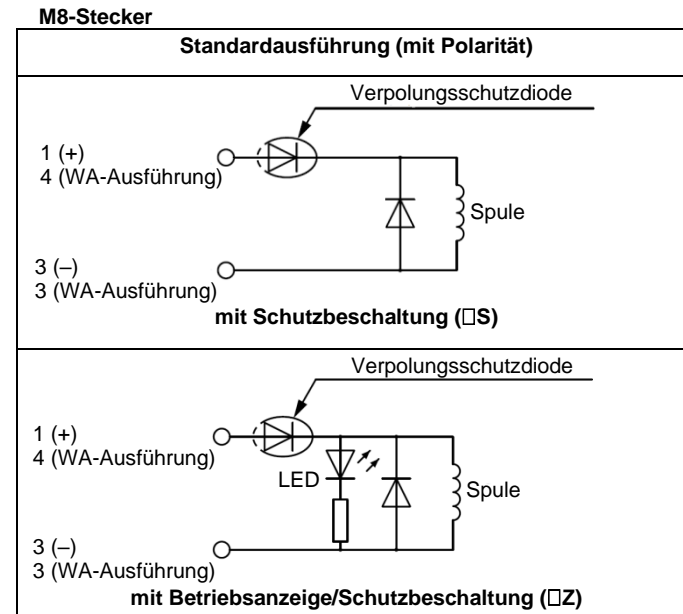 M8-Stecker
Standardausführung (mit Polarität)
Verpolungsschutzdiode
1 (+)
4 (WA-Ausführung)
Spule
3 (–)
3 (WA-Ausführung)
mit Schutzbeschaltung (□S)
Verpolungsschutzdiode
1 (+)
4 (WA-Ausführung)
LED
Spule
3 (–)
3 (WA-Ausführung)
mit Betriebsanzeige/Schutzbeschaltung (□Z)